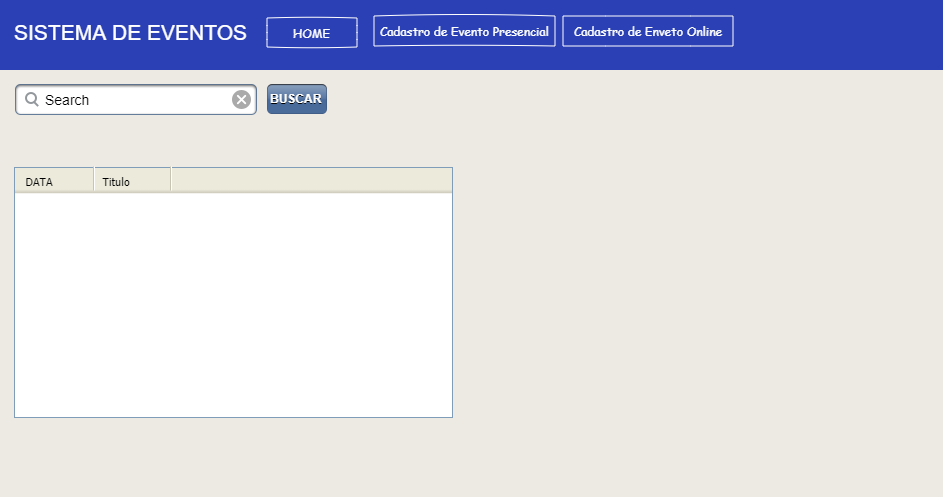 SISTEMA DE EVENTOS
HOME
Cadastro de Evento Presencial
Cadastro de Enveto Online
Search
BUSCAR
DATA
Titulo